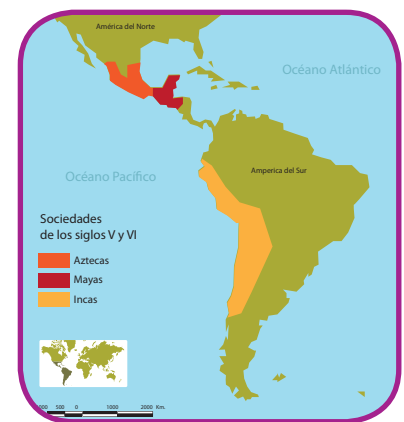 América del Norte
Océano Atlántico
Océano Pacífico
Amperica del Sur
Sociedades
de los siglos V y VI
Aztecas
Mayas
Incas
500 0 1000 2000 Km.